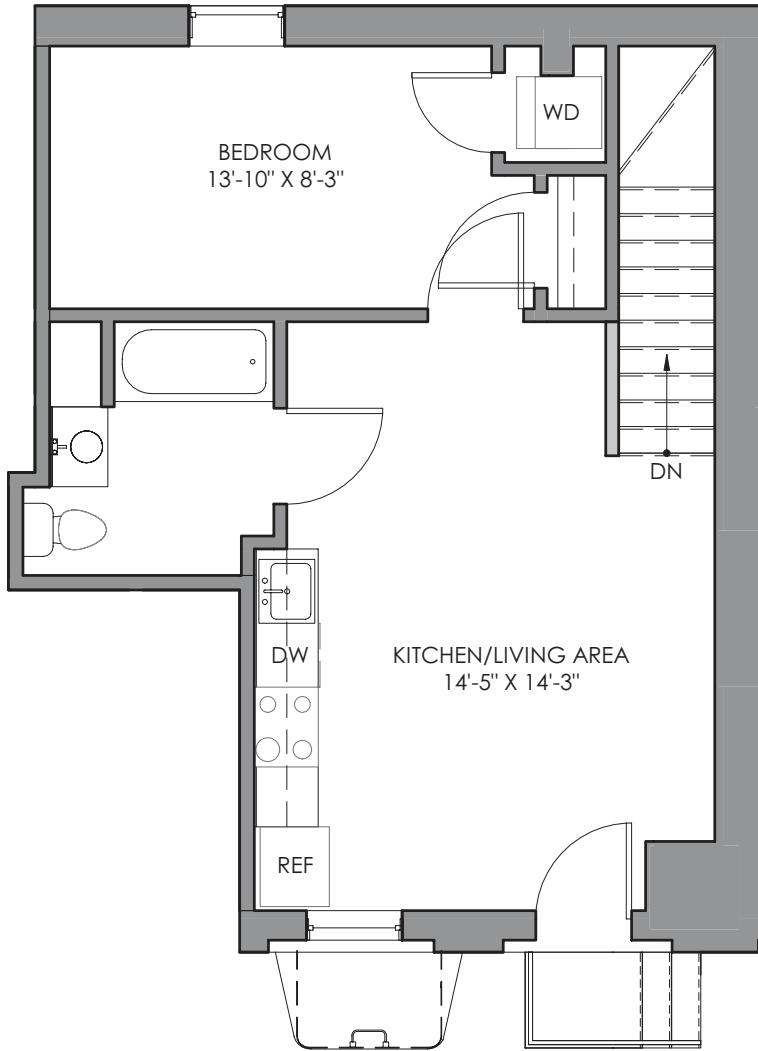 WD
BEDROOM
13'-10" X 8'-3"
DN
DW
KITCHEN/LIVING AREA
14'-5" X 14'-3"
REF